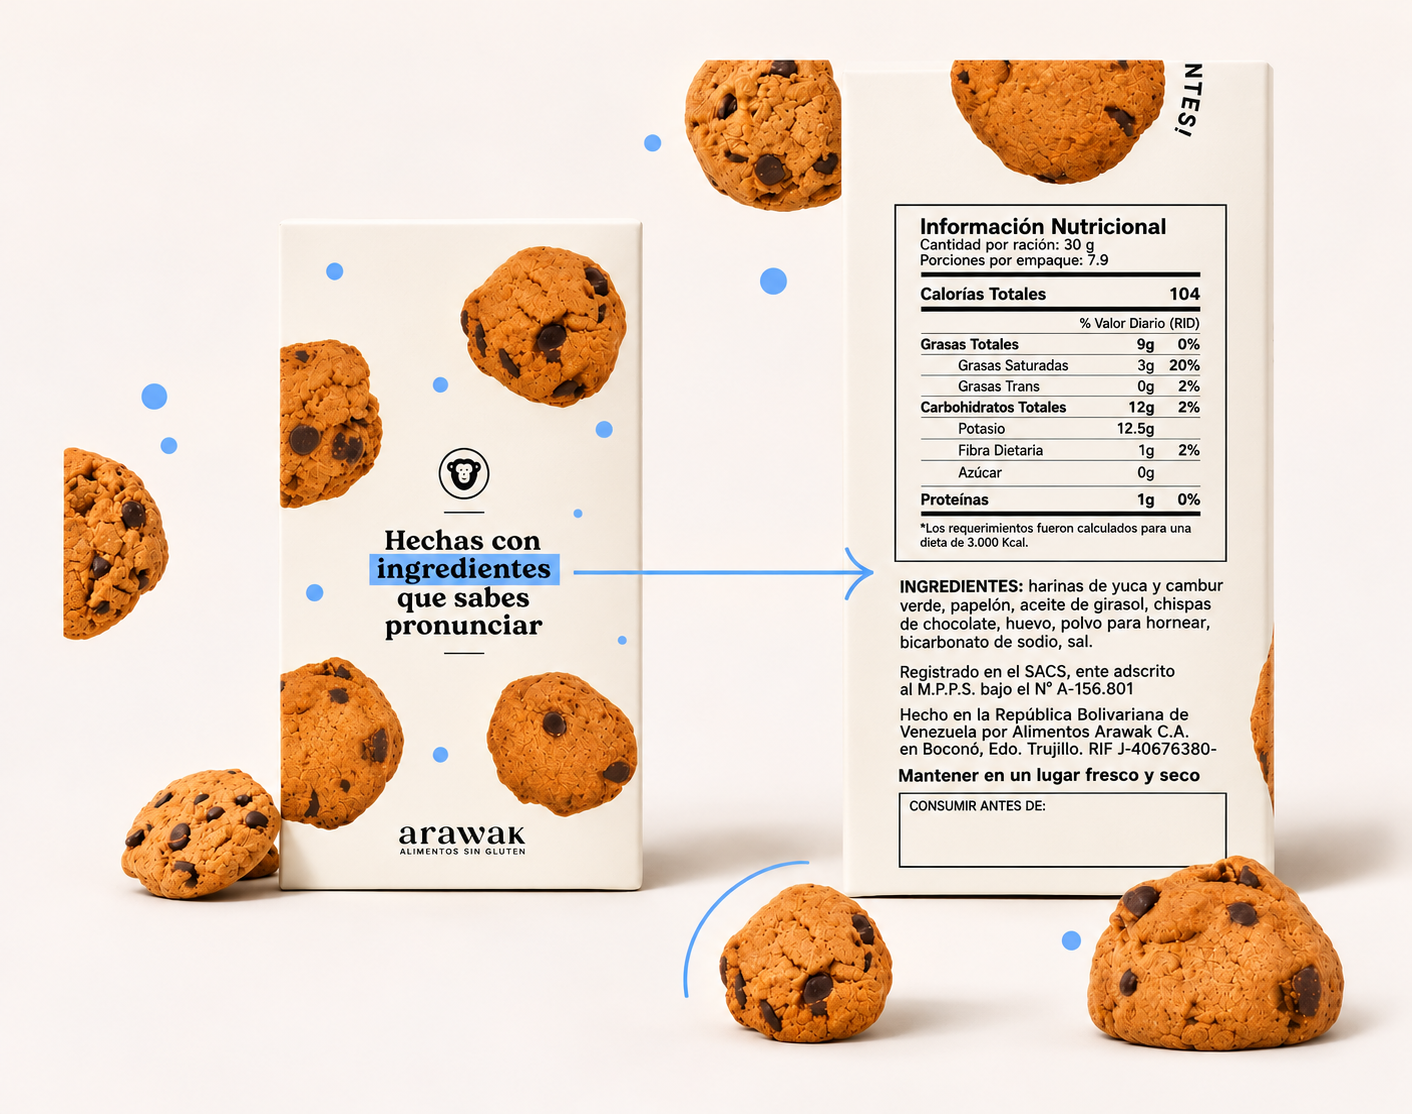 Hechas con
ingredientes
que sabes
pronunciar
arawak
ALIMENTOS SIN GLUTEN
NTES!
Información Nutricional
Cantidad por ración: 30 g
Porciones por empaque: 7.9
Calorías Totales 104
% Valor Diario (RID)
Grasas Totales 9g 0%
Grasas Saturadas 3g 20%
Grasas Trans 0g 2%
Carbohidratos Totales 12g 2%
Potasio 12.5g
Fibra Dietaria 1g 2%
Azúcar 0g
Proteínas 1g 0%
*Los requerimientos fueron calculados para una
dieta de 3.000 Kcal.
INGREDIENTES: harinas de yuca y cambur
verde, papelón, aceite de girasol, chispas
de chocolate, huevo, polvo para hornear,
bicarbonato de sodio, sal.
Registrado en el SACS, ente adscrito
al M.P.P.S. bajo el N° A-156.801
Hecho en la República Bolivariana de
Venezuela por Alimentos Arawak C.A.
en Boconó, Edo. Trujillo. RIF J-40676380-
Mantener en un lugar fresco y seco
CONSUMIR ANTES DE: